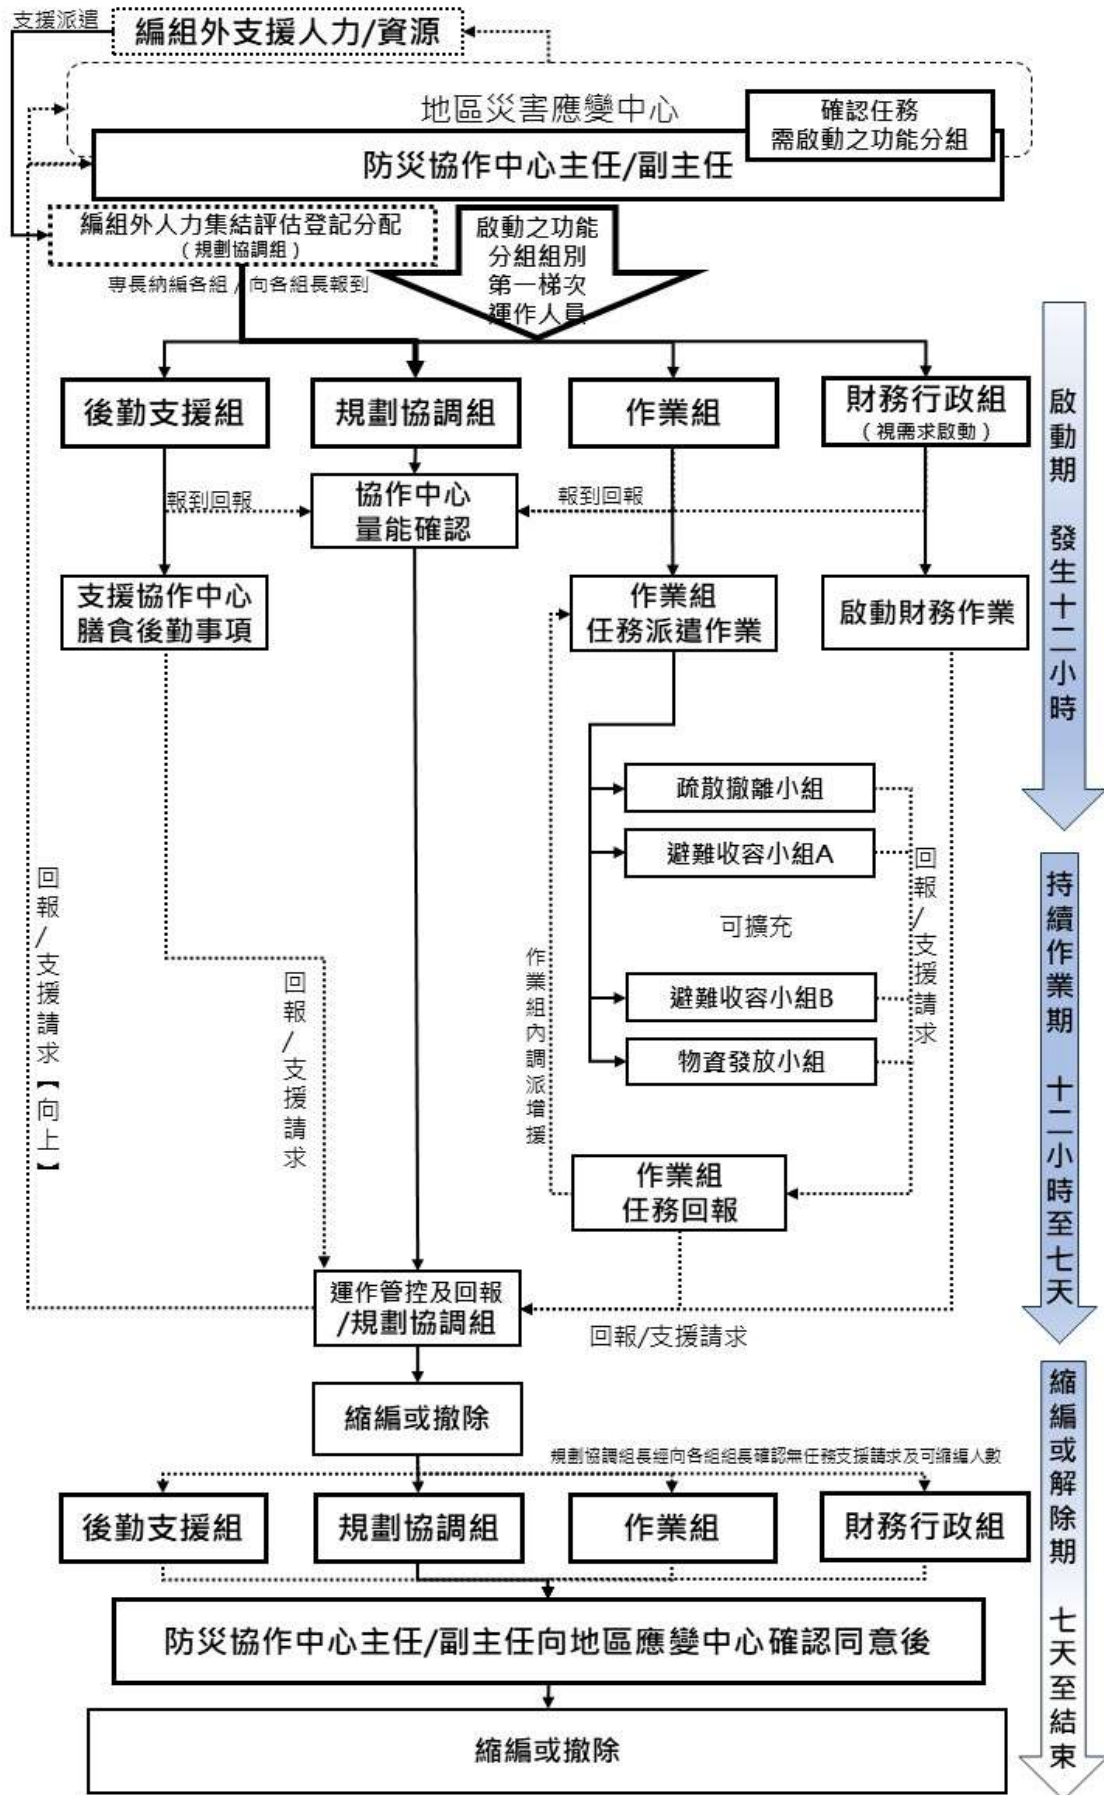 支援派遣
編組外支援人力/資源
地區災害應變中心
確認任務
需啟動之功能分組
防災協作中心主任/副主任
編組外人力集結評估登記分配
（規劃協調組）
專長納編各組/向各組長報到
啟動之功能
分組組別
第一梯次
運作人員
後勤支援組
規劃協調組
作業組
財務行政組
（視需求啟動）
報到回報
協作中心
量能確認
報到回報
支援協作中心
膳食後勤事項
作業組
任務派遣作業
啟動財務作業
疏散撤離小組
避難收容小組A
可擴充
避難收容小組B
物資發放小組
回報/支援請求
作業組內調派增援
回報/支援請求
回報/支援請求【向上】
作業組
任務回報
運作管控及回報
/規劃協調組
回報/支援請求
縮編或撤除
規劃協調組長經向各組組長確認無任務支援請求及可縮編人數
後勤支援組
規劃協調組
作業組
財務行政組
防災協作中心主任/副主任向地區應變中心確認同意後
縮編或撤除
啟動期 發生十二小時
持續作業期 十二小時至七天
縮編或解除期 七天至結束